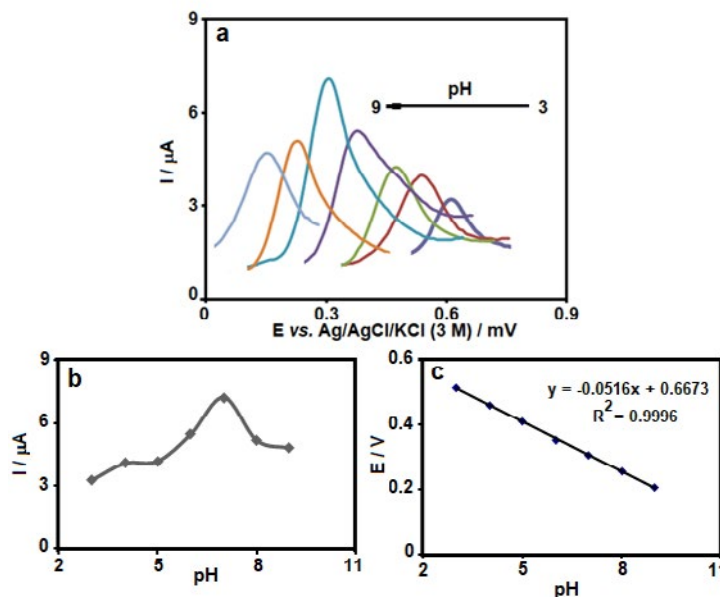 a
9
6
3
0
I / µA
pH
9 3
0 0.3 0.6 0.9
E vs. Ag/AgCl/KCl (3 M) / mV
b
9
6
3
0
I / µA
2 5 8 11
pH
c
0.6
0.4
0.2
0.0
E / V
y = -0.0516x + 0.6673
R² = 0.9996
2 5 8 11
pH